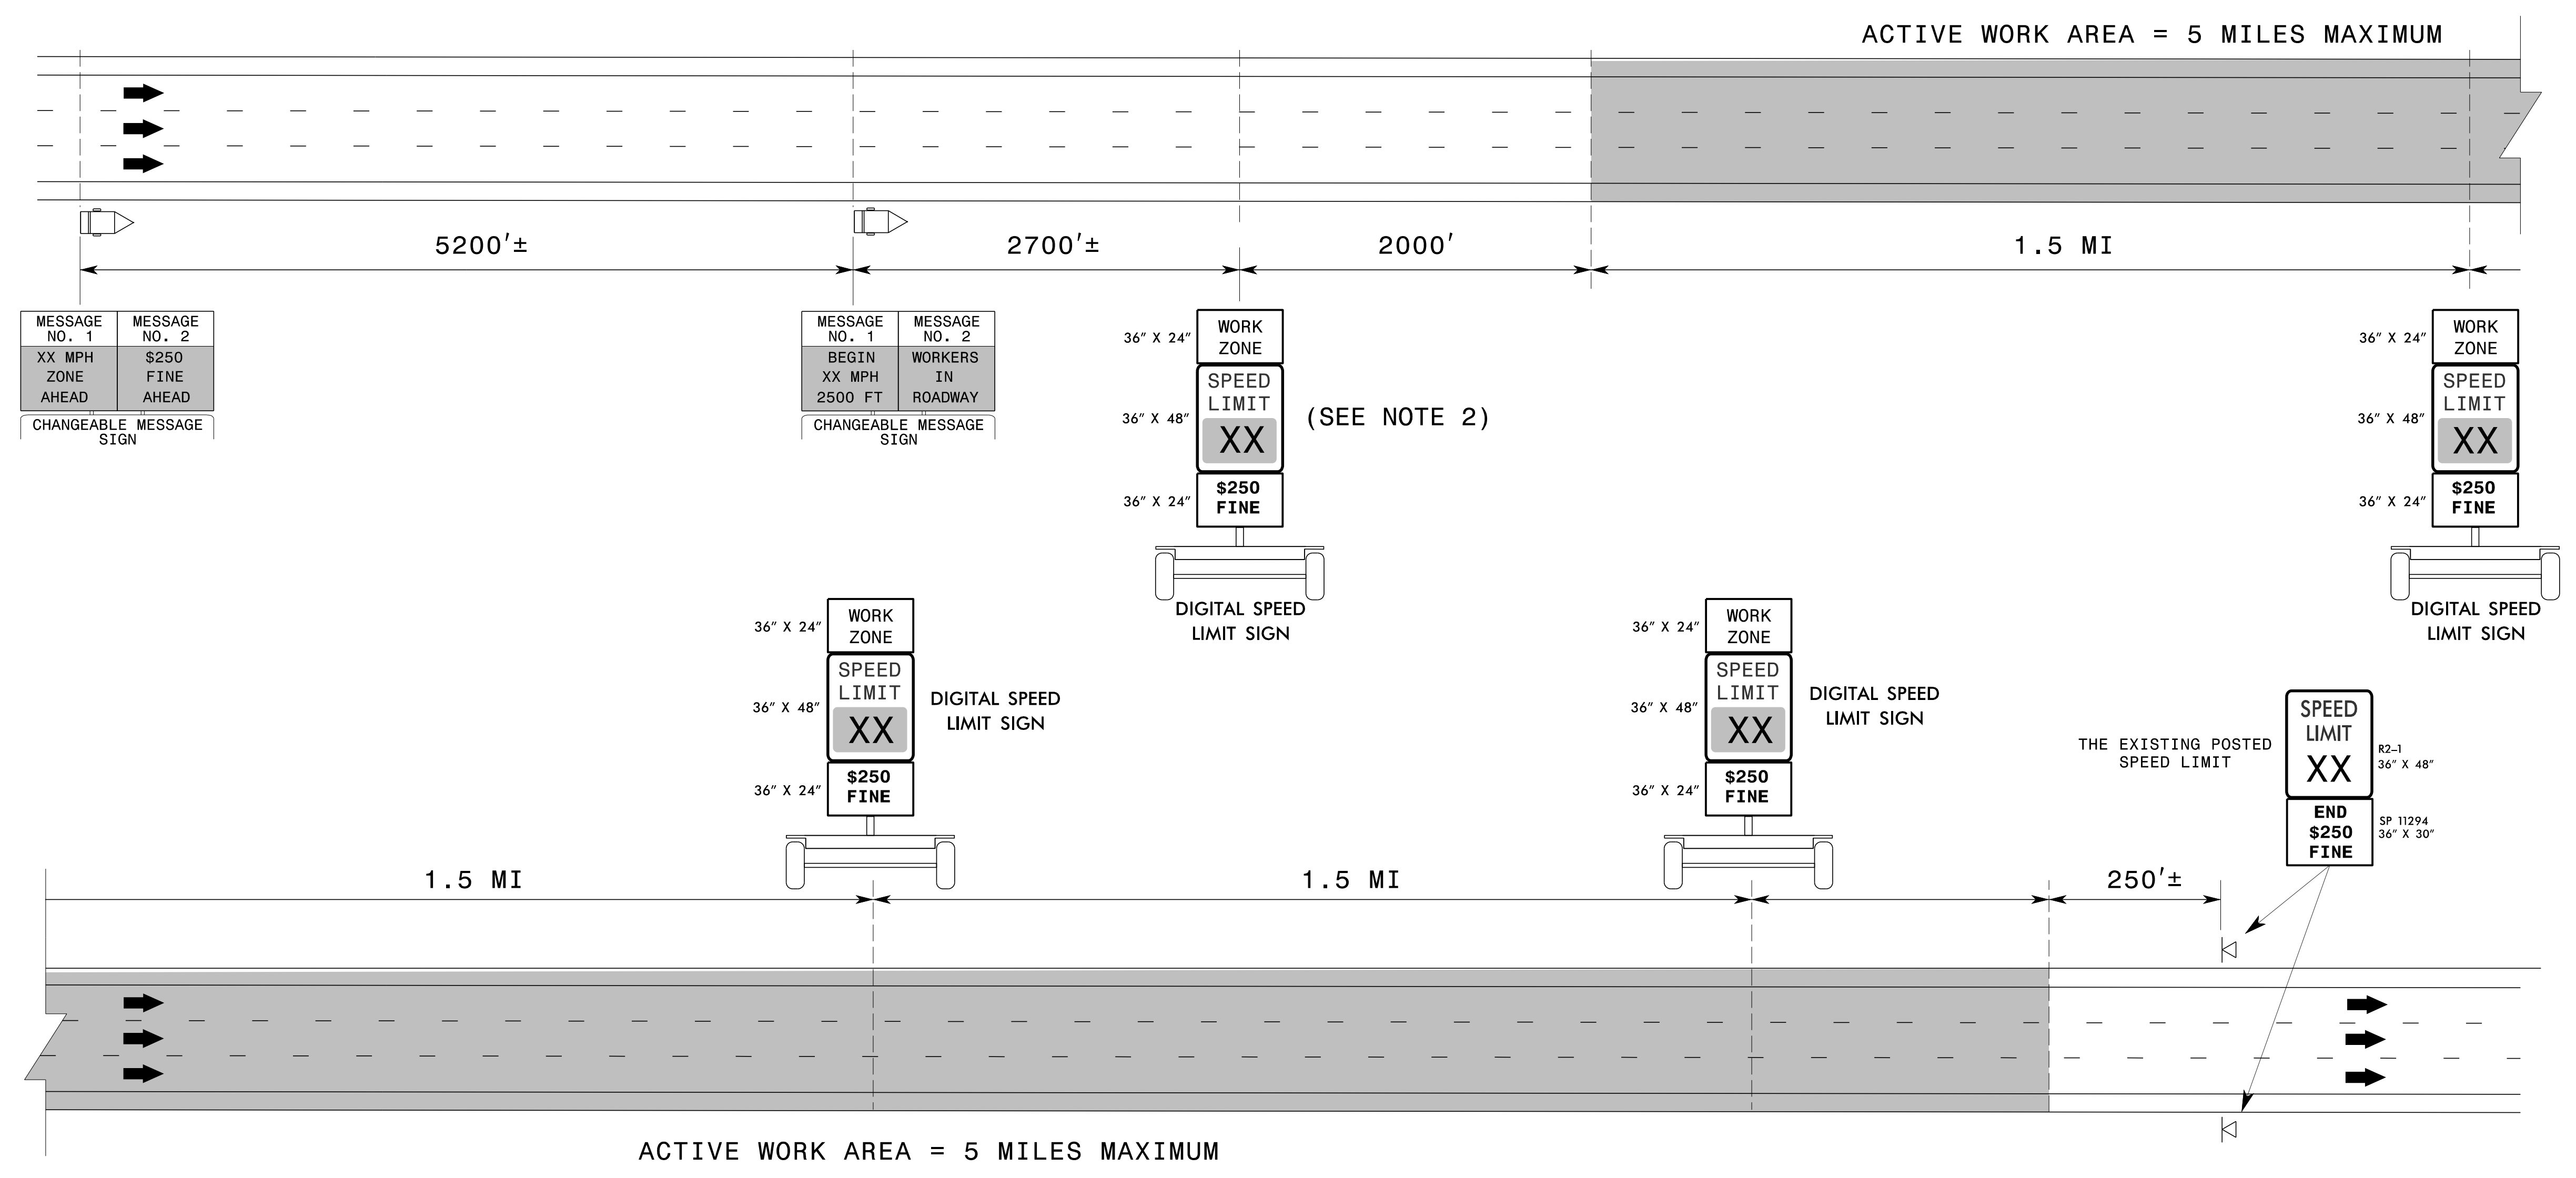 ACTIVE WORK AREA = 5 MILES MAXIMUM
5200'±
2700'±
2000'
1.5 MI
MESSAGE
NO. 1
MESSAGE
NO. 2
XX MPH
ZONE
AHEAD
$250
FINE
AHEAD
CHANGEABLE MESSAGE
SIGN
MESSAGE
NO. 1
MESSAGE
NO. 2
BEGIN
XX MPH
2500 FT
WORKERS
IN
ROADWAY
CHANGEABLE MESSAGE
SIGN
36" X 24"
WORK
ZONE
36" X 48"
SPEED
LIMIT
XX
(SEE NOTE 2)
36" X 24"
$250
FINE
DIGITAL SPEED
LIMIT SIGN
36" X 24"
WORK
ZONE
36" X 48"
SPEED
LIMIT
XX
36" X 24"
$250
FINE
DIGITAL SPEED
LIMIT SIGN
36" X 24"
WORK
ZONE
36" X 48"
SPEED
LIMIT
XX
DIGITAL SPEED
LIMIT SIGN
36" X 24"
$250
FINE
36" X 24"
WORK
ZONE
36" X 48"
SPEED
LIMIT
XX
DIGITAL SPEED
LIMIT SIGN
36" X 24"
$250
FINE
THE EXISTING POSTED
SPEED LIMIT
SPEED
LIMIT
XX
R2-1
36" X 48"
END
$250
FINE
SP 11294
36" X 30"
1.5 MI
1.5 MI
250'±
ACTIVE WORK AREA = 5 MILES MAXIMUM